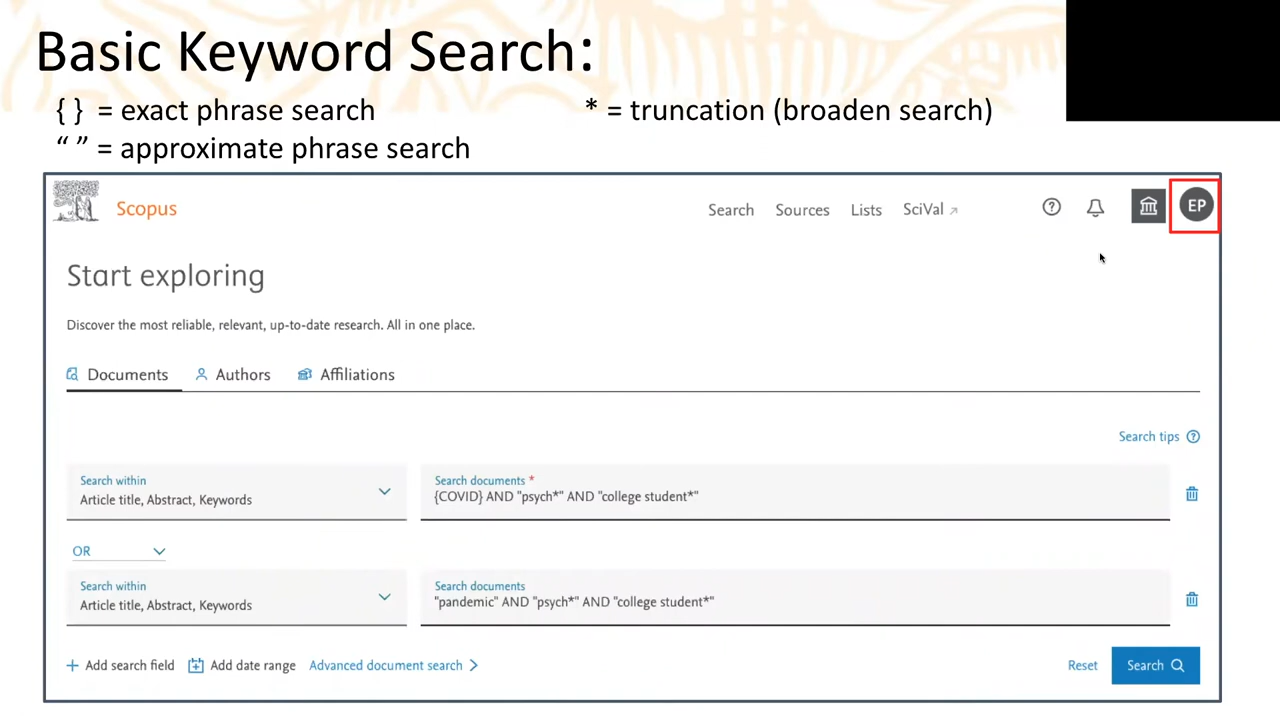 Basic Keyword Search:
{ } = exact phrase search
* = truncation (broaden search)
“ ” = approximate phrase search
Scopus
Search Sources Lists SciVal ↗
EP
Start exploring
Discover the most reliable, relevant, up-to-date research. All in one place.
Documents Authors Affiliations
Search tips
Search within
Article title, Abstract, Keywords
Search documents *
{COVID} AND "psych*" AND "college student*"
OR
Search within
Article title, Abstract, Keywords
Search documents
"pandemic" AND "psych*" AND "college student*"
+ Add search field Add date range Advanced document search >
Reset Search